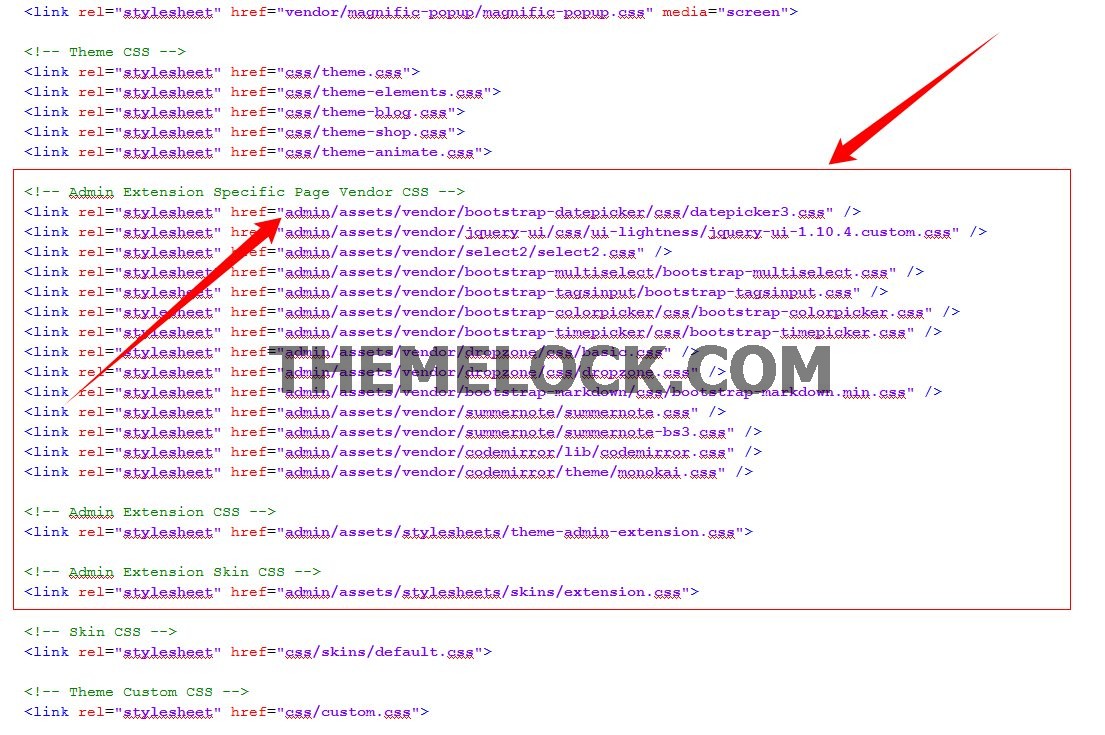 <link rel="stylesheet" href="vendor/magnific-popup/magnific-popup.css" media="screen">
<!-- Theme CSS -->
<link rel="stylesheet" href="css/theme.css">
<link rel="stylesheet" href="css/theme-elements.css">
<link rel="stylesheet" href="css/theme-blog.css">
<link rel="stylesheet" href="css/theme-shop.css">
<link rel="stylesheet" href="css/theme-animate.css">
<!-- Admin Extension Specific Page Vendor CSS -->
<link rel="stylesheet" href="admin/assets/vendor/bootstrap-datepicker/css/datepicker3.css" />
<link rel="stylesheet" href="admin/assets/vendor/jquery-ui/css/ui-lightness/jquery-ui-1.10.4.custom.css" />
<link rel="stylesheet" href="admin/assets/vendor/select2/select2.css" />
<link rel="stylesheet" href="admin/assets/vendor/bootstrap-multiselect/bootstrap-multiselect.css" />
<link rel="stylesheet" href="admin/assets/vendor/bootstrap-tagsinput/bootstrap-tagsinput.css" />
<link rel="stylesheet" href="admin/assets/vendor/bootstrap-colorpicker/css/bootstrap-colorpicker.css" />
<link rel="stylesheet" href="admin/assets/vendor/bootstrap-timepicker/css/bootstrap-timepicker.css" />
<link rel="stylesheet" href="admin/assets/vendor/dropzone/css/basic.css" />
<link rel="stylesheet" href="admin/assets/vendor/dropzone/css/dropzone.css" />
THEMELOCK.COM
<link rel="stylesheet" href="admin/assets/vendor/bootstrap-markdown/css/bootstrap-markdown.min.css" />
<link rel="stylesheet" href="admin/assets/vendor/summernote/summernote.css" />
<link rel="stylesheet" href="admin/assets/vendor/summernote/summernote-bs3.css" />
<link rel="stylesheet" href="admin/assets/vendor/codemirror/lib/codemirror.css" />
<link rel="stylesheet" href="admin/assets/vendor/codemirror/theme/monokai.css" />
<!-- Admin Extension CSS -->
<link rel="stylesheet" href="admin/assets/stylesheets/theme-admin-extension.css">
<!-- Admin Extension Skin CSS -->
<link rel="stylesheet" href="admin/assets/stylesheets/skins/extension.css">
<!-- Skin CSS -->
<link rel="stylesheet" href="css/skins/default.css">
<!-- Theme Custom CSS -->
<link rel="stylesheet" href="css/custom.css">